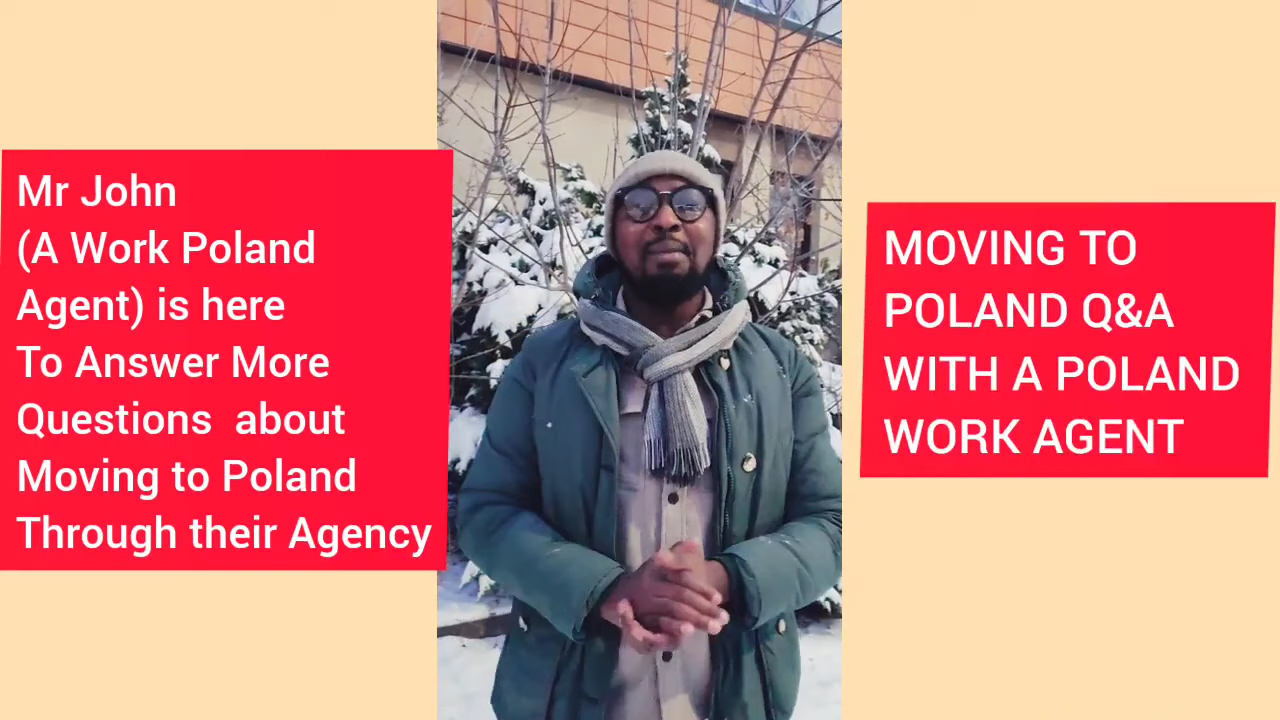 Mr John
(A Work Poland
Agent) is here
To Answer More
Questions  about
Moving to Poland
Through their Agency
MOVING TO
POLAND Q&A
WITH A POLAND
WORK AGENT